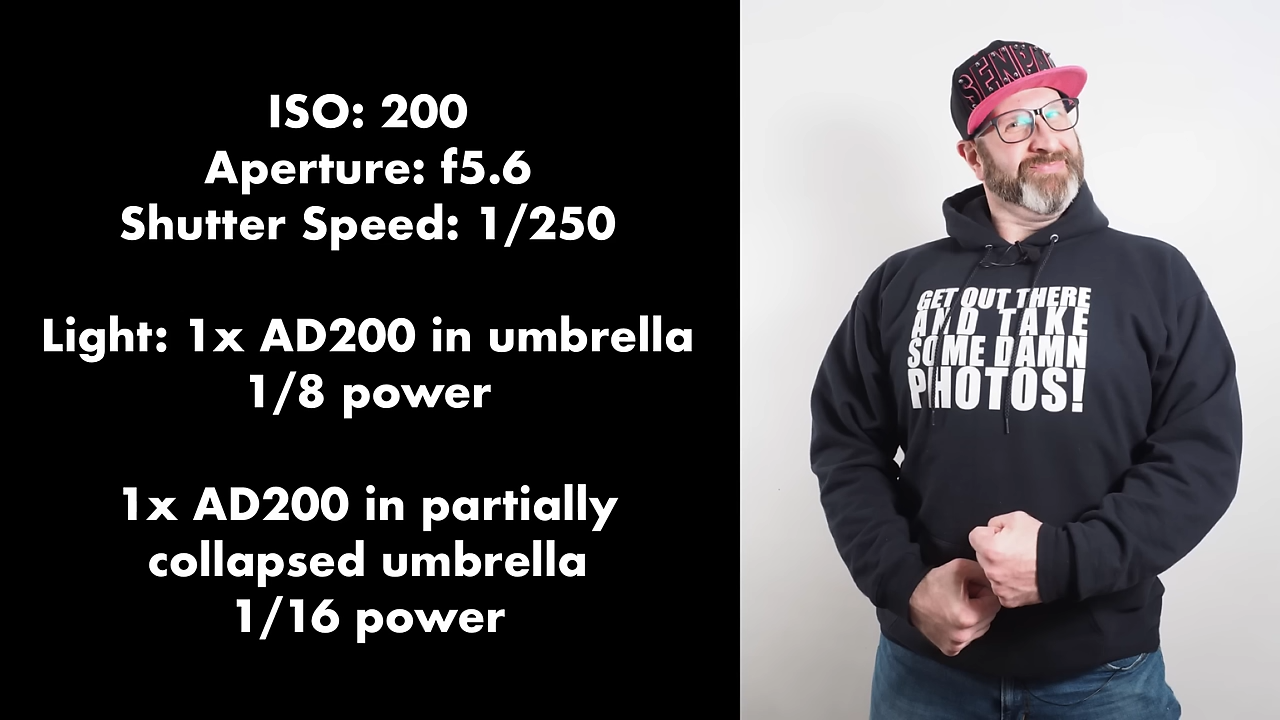 ISO: 200
Aperture: f5.6
Shutter Speed: 1/250
Light: 1x AD200 in umbrella
1/8 power
1x AD200 in partially
collapsed umbrella
1/16 power
GET OUT THERE
AND TAKE
SOME DAMN
PHOTOS!